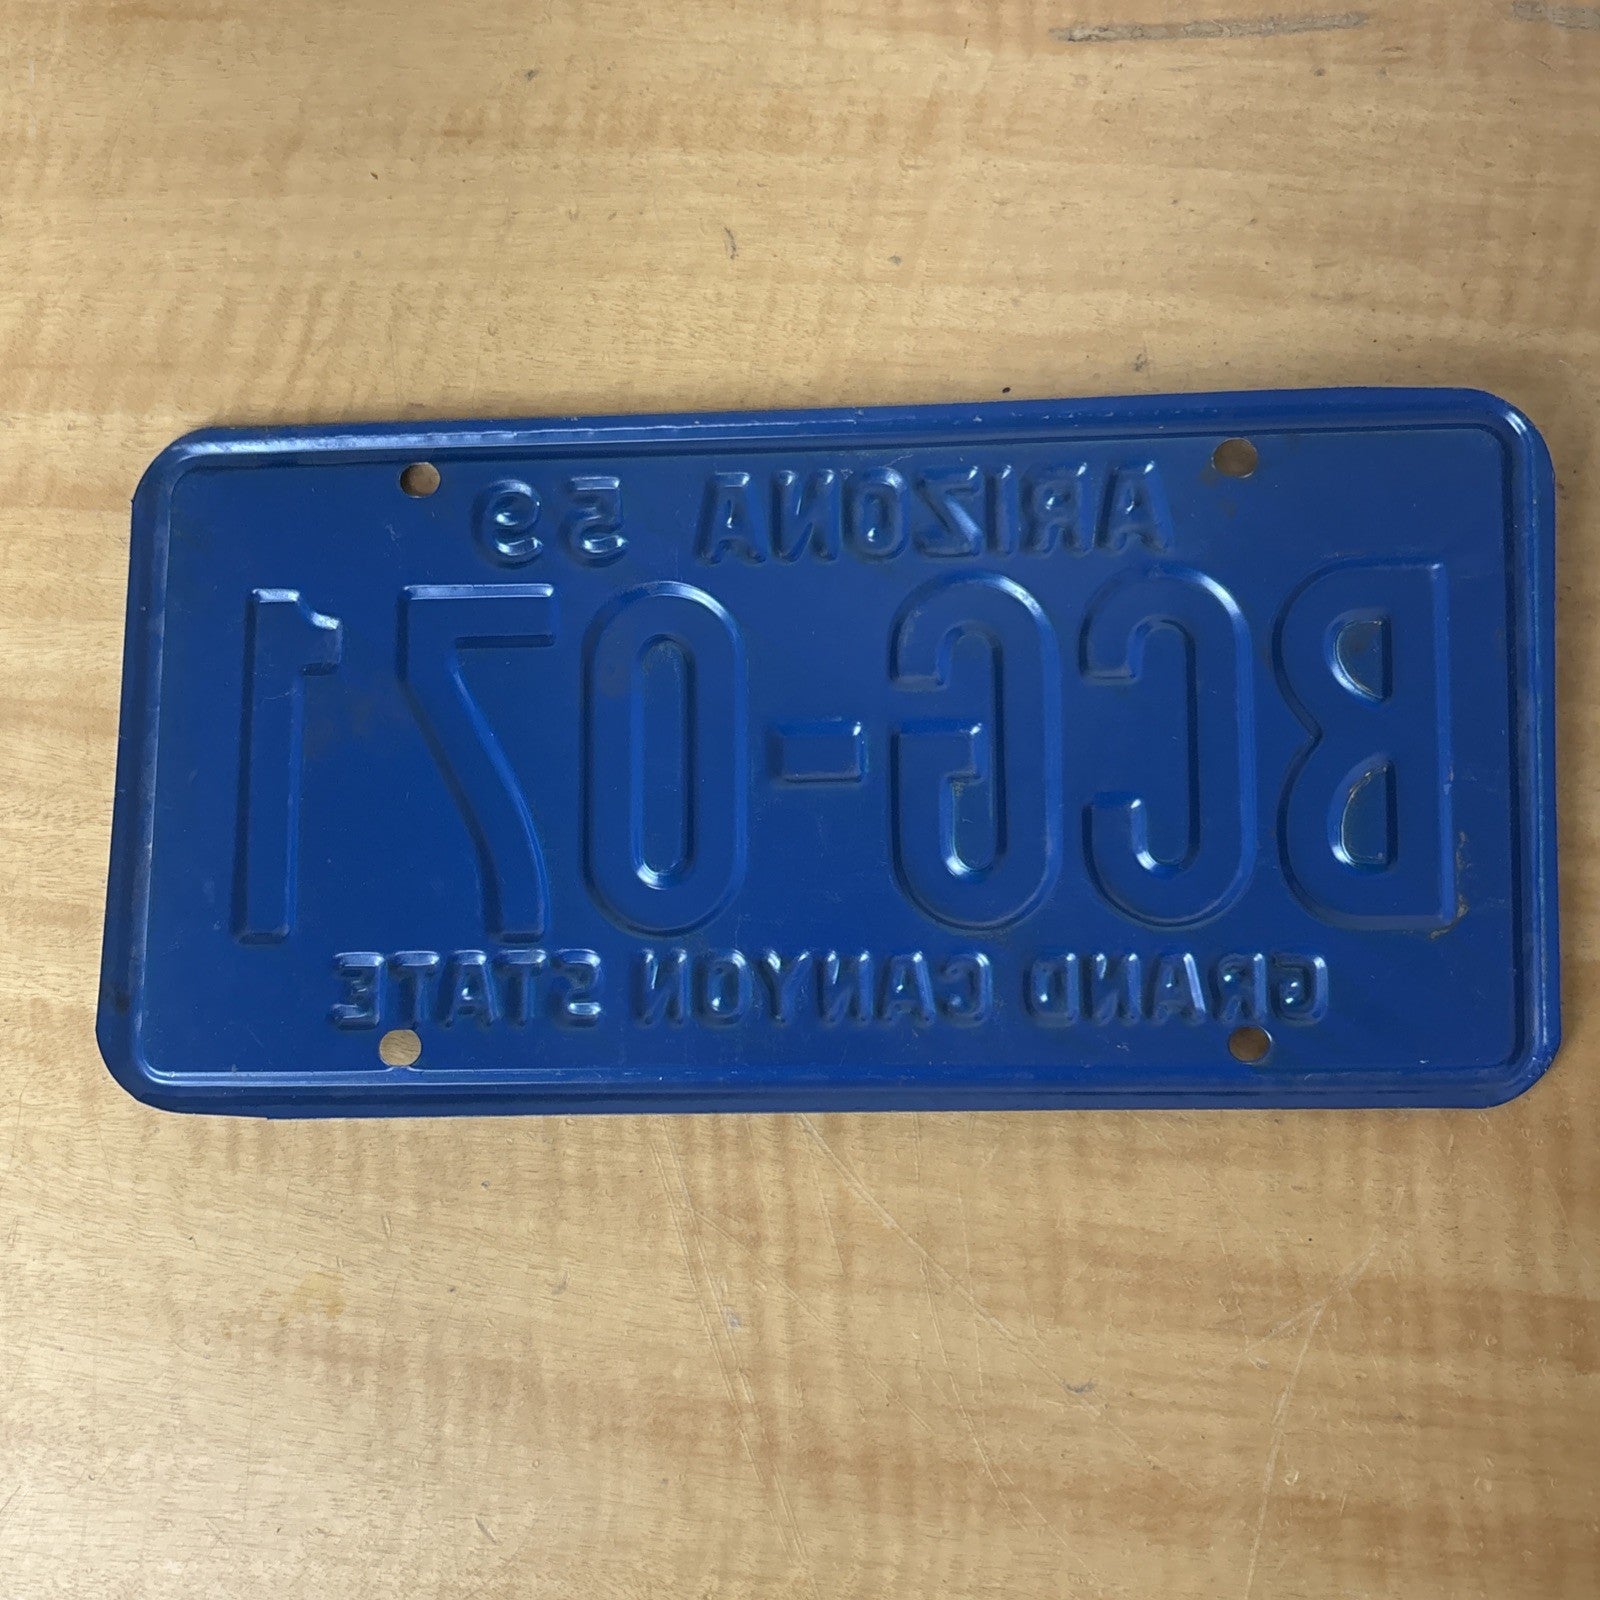 ARIZONA 59
BCG-071
GRAND CANYON STATE